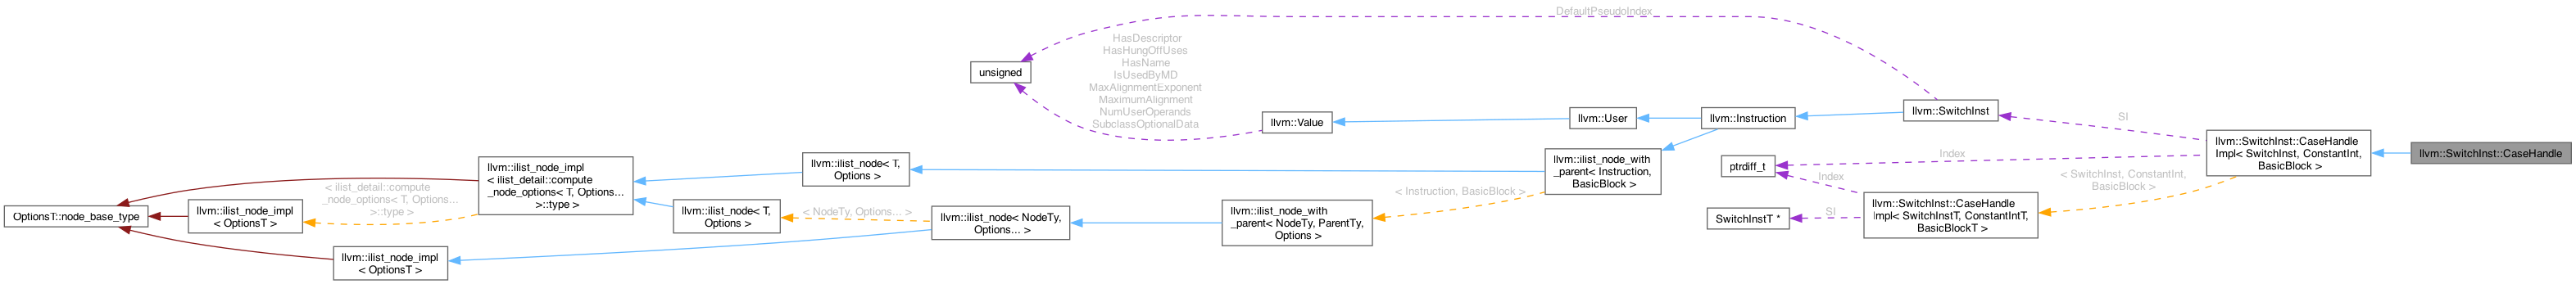 DefaultPseudoIndex
HasDescriptor
HasHungOffUses
HasName
IsUsedByMD
MaxAlignmentExponent
MaximumAlignment
NumUserOperands
SubclassOptionalData
unsigned
llvm::Value
llvm::User
llvm::Instruction
llvm::SwitchInst
SI
llvm::SwitchInst::CaseHandle
Impl< SwitchInst, ConstantInt,
BasicBlock >
llvm::SwitchInst::CaseHandle
Index
ptrdiff_t
Index
< SwitchInst, ConstantInt,
BasicBlock >
llvm::SwitchInst::CaseHandle
Impl< SwitchInstT, ConstantIntT,
BasicBlockT >
SI
SwitchInstT *
llvm::ilist_node_with
_parent< Instruction,
BasicBlock >
< Instruction, BasicBlock >
llvm::ilist_node_with
_parent< NodeTy, ParentTy,
Options >
llvm::ilist_node< NodeTy,
Options... >
< NodeTy, Options... >
llvm::ilist_node< T,
Options >
llvm::ilist_node< T,
Options >
llvm::ilist_node_impl
< ilist_detail::compute
_node_options< T, Options...
>::type >
< ilist_detail::compute
_node_options< T, Options...
>::type >
llvm::ilist_node_impl
< OptionsT >
OptionsT::node_base_type
llvm::ilist_node_impl
< OptionsT >